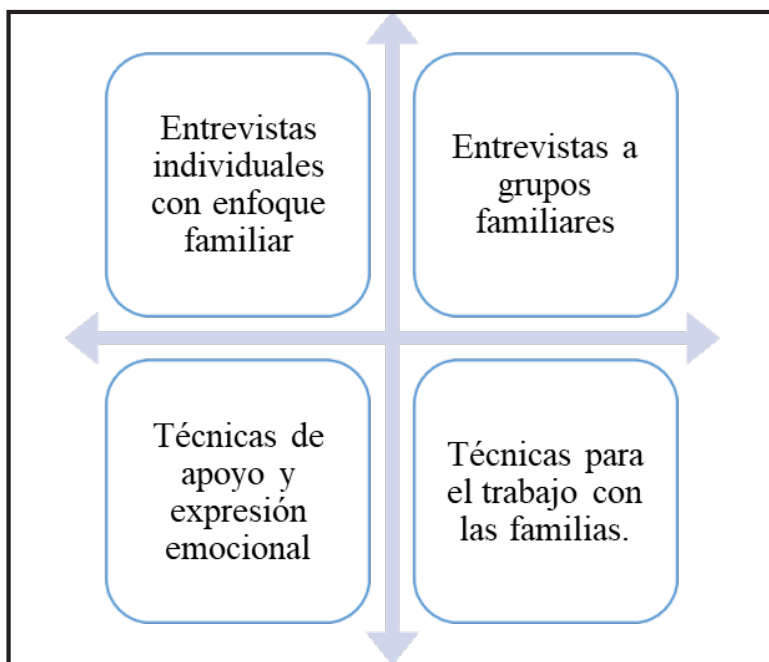 Entrevistas
individuales
con enfoque
familiar
Entrevistas a
grupos
familiares
Técnicas de
apoyo y
expresión
emocional
Técnicas para
el trabajo con
las familias.